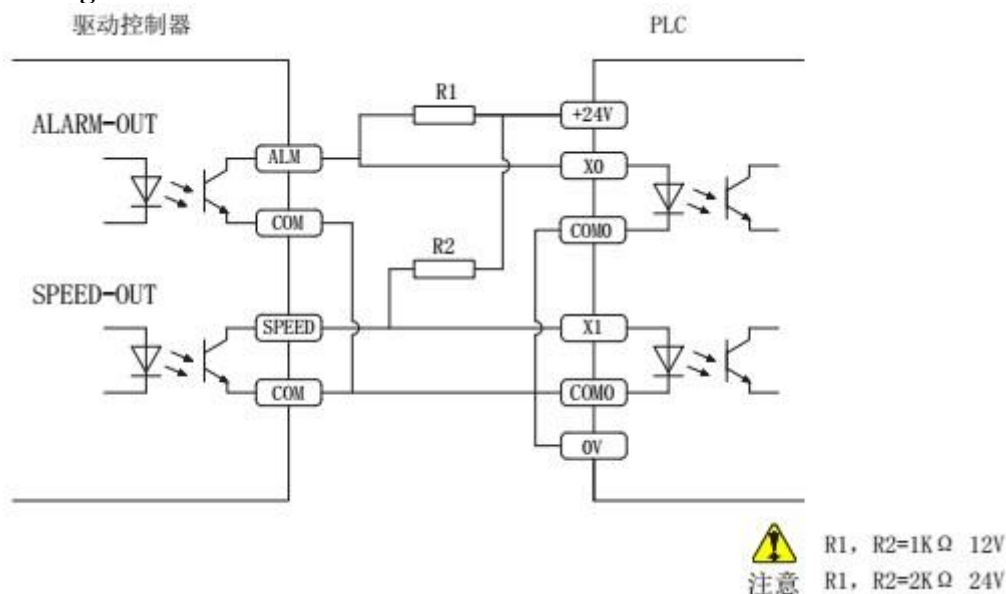 驱动控制器 PLC
R1 +24V
ALARM-OUT
ALM X0
COM COM0
R2
SPEED-OUT
SPEED X1
COM COM0
0V
R1, R2=1KΩ 12V
注意 R1, R2=2KΩ 24V